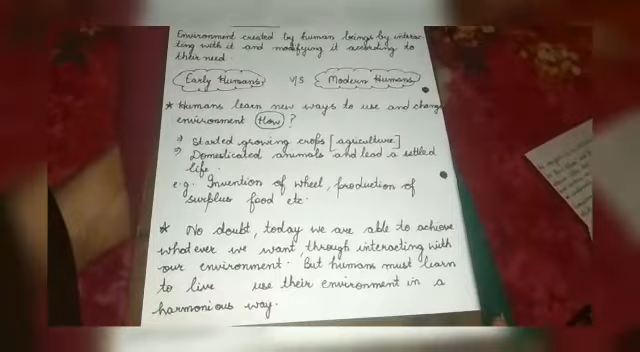 Environment created by human beings by interac-
ting with it and modifying it according to
their need.
Early Humans v/s Modern Humans
* Humans learn new ways to use and change
environment (How)?
→ Started growing crops [agriculture]
→ Domesticated animals and lead a settled
life.
e.g. Invention of wheel, production of
surplus food etc.
* No doubt, today we are able to achieve
whatever we want, through interacting with
our environment. But humans must learn
to live use their environment in a
harmonious way.